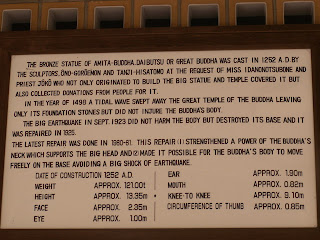 THE BRONZE STATUE OF AMITA-BUDDHA, DAIBUTSU OR GREAT BUDDHA WAS CAST IN 1252 A.D. BY
THE SCULPTORS, ŌNO-GORŌEMON AND TANZI-HISATOMO AT THE REQUEST OF MISS IDANONOTSUBONE AND
PRIEST JŌKŌ WHO NOT ONLY ORIGINATED TO BUILD THE BIG STATUE AND TEMPLE COVERED IT BUT
ALSO COLLECTED DONATIONS FROM PEOPLE FOR IT.
IN THE YEAR OF 1498 A TIDAL WAVE SWEPT AWAY THE GREAT TEMPLE OF THE BUDDHA LEAVING
ONLY ITS FOUNDATION STONES BUT DID NOT INJURE THE BUDDHA'S BODY.
THE BIG EARTHQUAKE IN SEPT. 1923 DID NOT HARM THE BODY BUT DESTROYED ITS BASE AND IT
WAS REPAIRED IN 1925.
THE LATEST REPAIR WAS DONE IN 1960-61. THIS REPAIR (1) STRENGTHENED A POWER OF THE BUDDHA'S
NECK WHICH SUPPORTS THE BIG HEAD AND (2) MADE IT POSSIBLE FOR THE BUDDHA'S BODY TO MOVE
FREELY ON THE BASE AVOIDING A BIG SHOCK OF EARTHQUAKE.
DATE OF CONSTRUCTION 1252 A.D.
WEIGHT APPROX. 121.00t
HEIGHT APPROX. 13.35m
FACE APPROX. 2.35m
EYE APPROX. 1.00m
EAR APPROX. 1.90m
MOUTH APPROX. 0.82m
KNEE TO KNEE APPROX. 9.10m
CIRCUMFERENCE OF THUMB APPROX. 0.85m